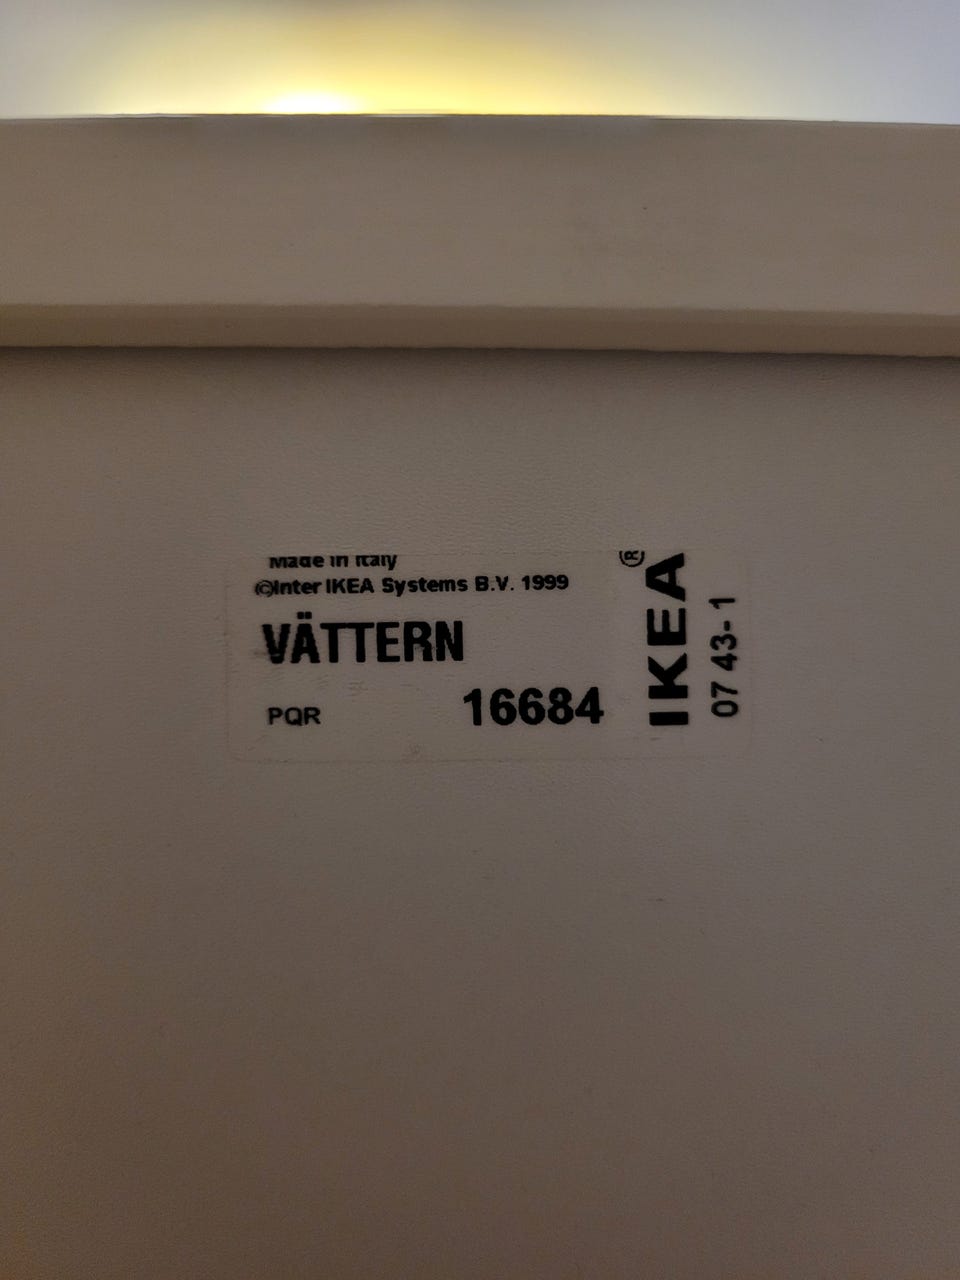 Made in Italy
©Inter IKEA Systems B.V. 1999
VÄTTERN
PQR 16684
IKEA®
07 43-1